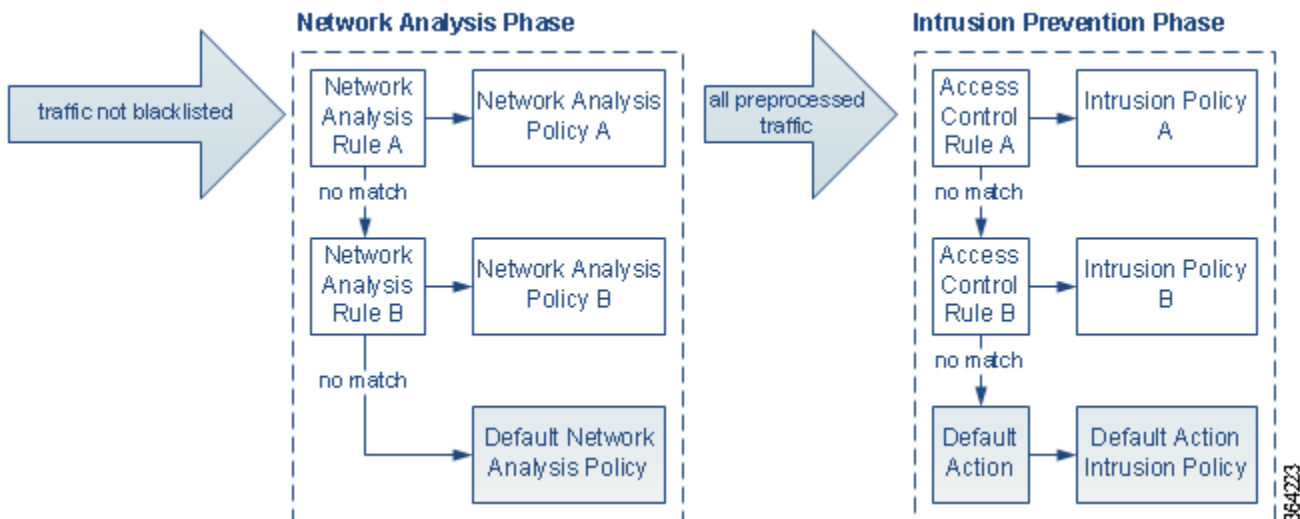 Network Analysis Phase
traffic not blacklisted
Network
Analysis
Rule A
Network Analysis
Policy A
no match
Network
Analysis
Rule B
Network Analysis
Policy B
no match
Default Network
Analysis Policy
all preprocessed
traffic
Intrusion Prevention Phase
Access
Control
Rule A
Intrusion Policy
A
no match
Access
Control
Rule B
Intrusion Policy
B
no match
Default
Action
Default Action
Intrusion Policy
364223